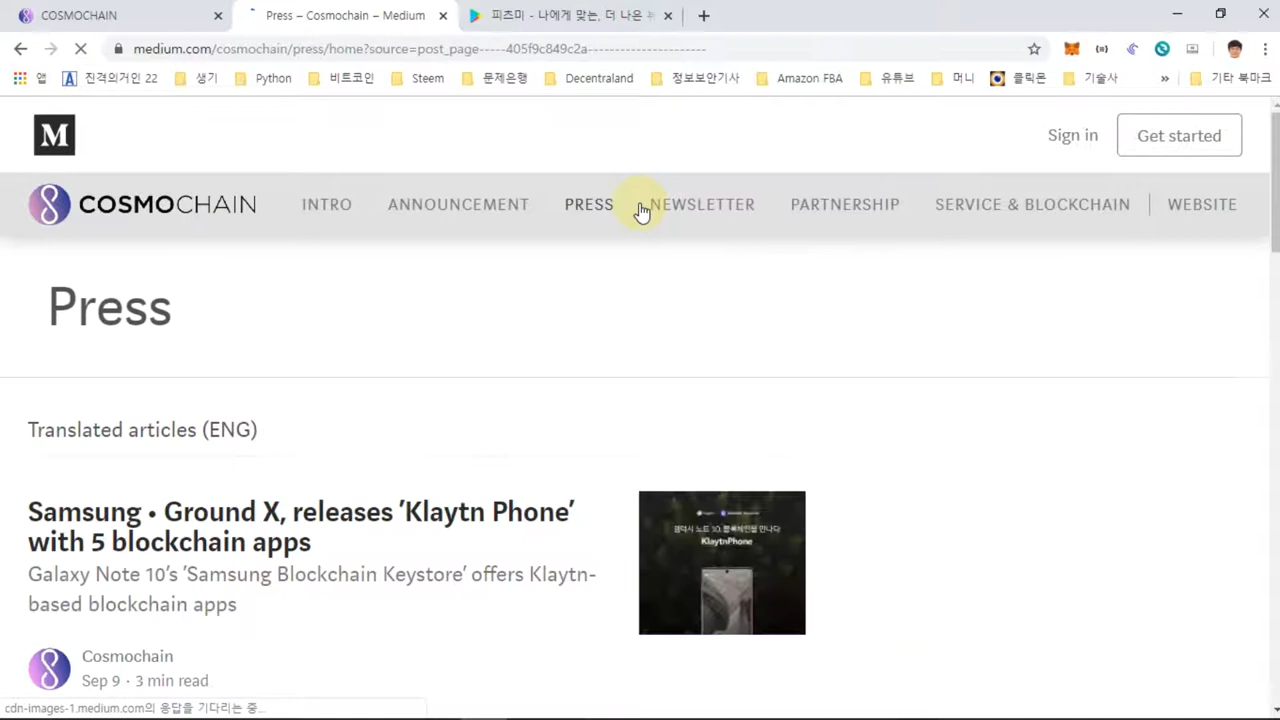 COSMOCHAIN
Press – Cosmochain – Medium
피츠미 - 나에게 맞는, 더 나은
medium.com/cosmochain/press/home?source=post_page-----405f9c849c2a----------------------
앱 진격의거인 22 생기 Python 비트코인 Steem 문제은행 Decentraland 정보보안기사 Amazon FBA 유튜브 머니 클릭몬 기술사 » 기타 북마크
M
Sign in
Get started
COSMOCHAIN INTRO ANNOUNCEMENT PRESS NEWSLETTER PARTNERSHIP SERVICE & BLOCKCHAIN WEBSITE
Press
Translated articles (ENG)
Samsung • Ground X, releases ‘Klaytn Phone’
with 5 blockchain apps
Galaxy Note 10’s ‘Samsung Blockchain Keystore’ offers Klaytn-
based blockchain apps
갤럭시 노트 10, 블록체인을 만나다
KlaytnPhone
Cosmochain
Sep 9 · 3 min read
cdn-images-1.medium.com의 응답을 기다리는 중...